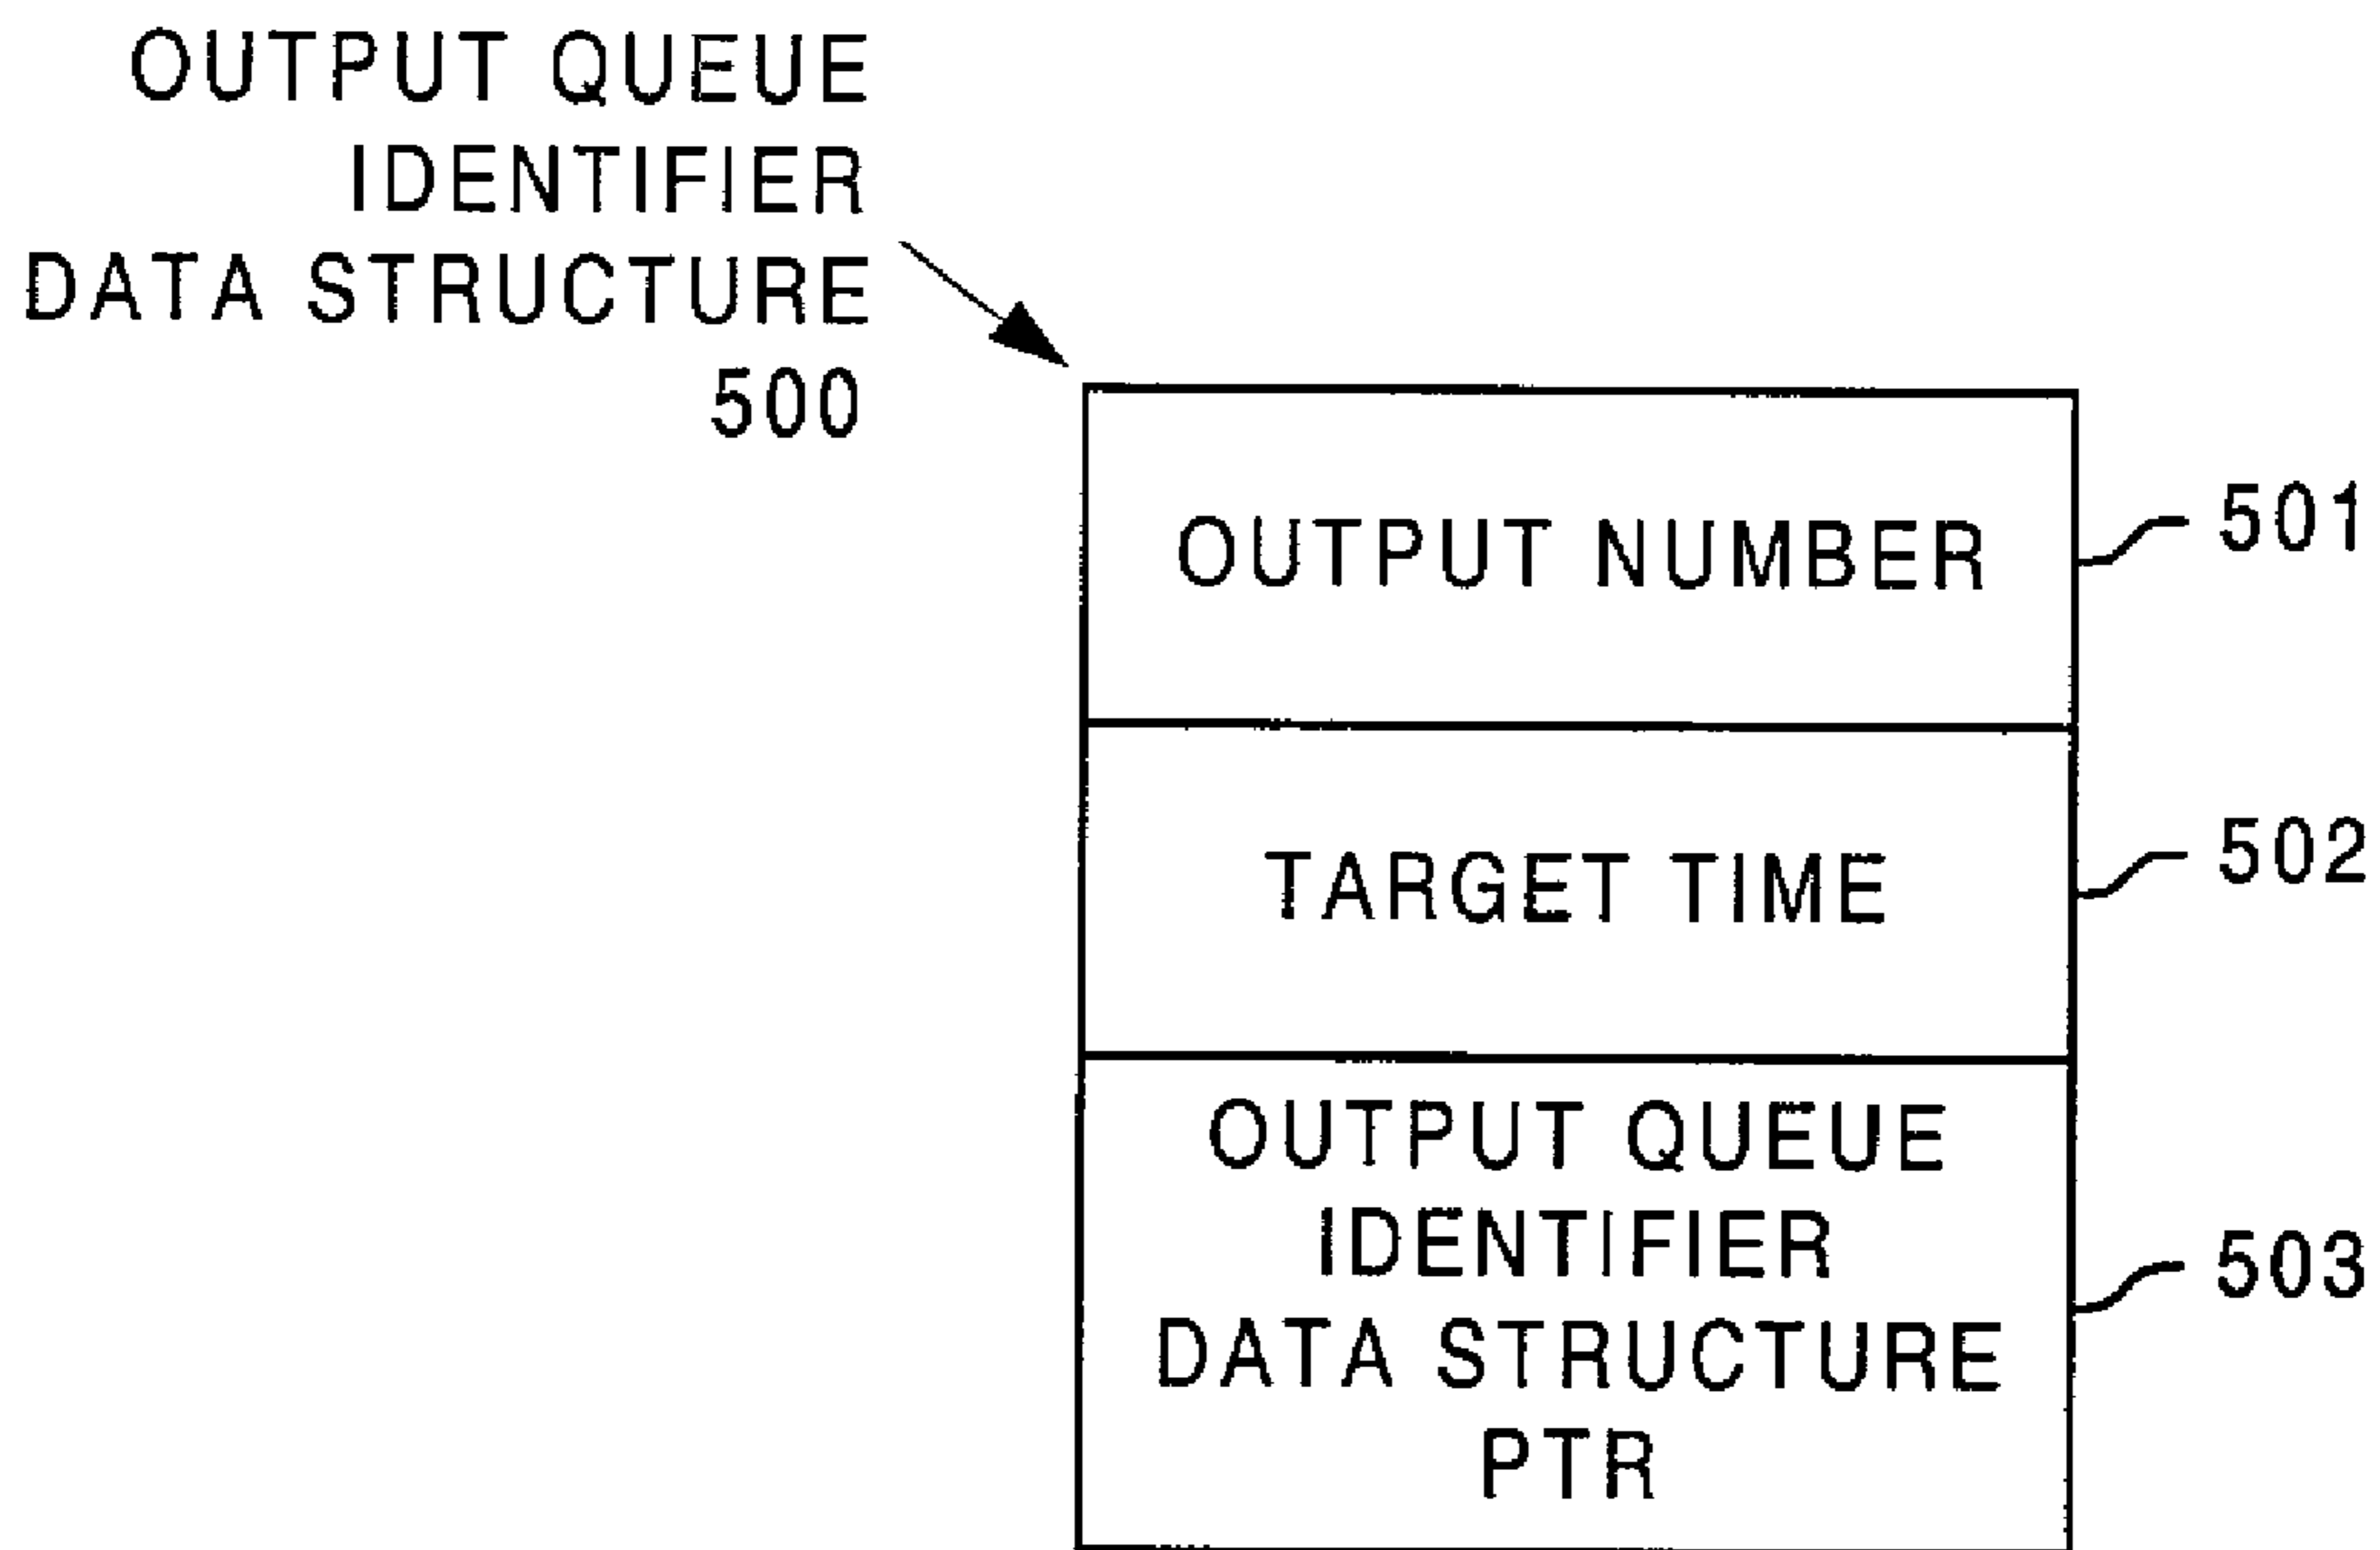 OUTPUT QUEUE
IDENTIFIER
DATA STRUCTURE
500
OUTPUT NUMBER
501
TARGET TIME
502
OUTPUT QUEUE
IDENTIFIER
DATA STRUCTURE
PTR
503